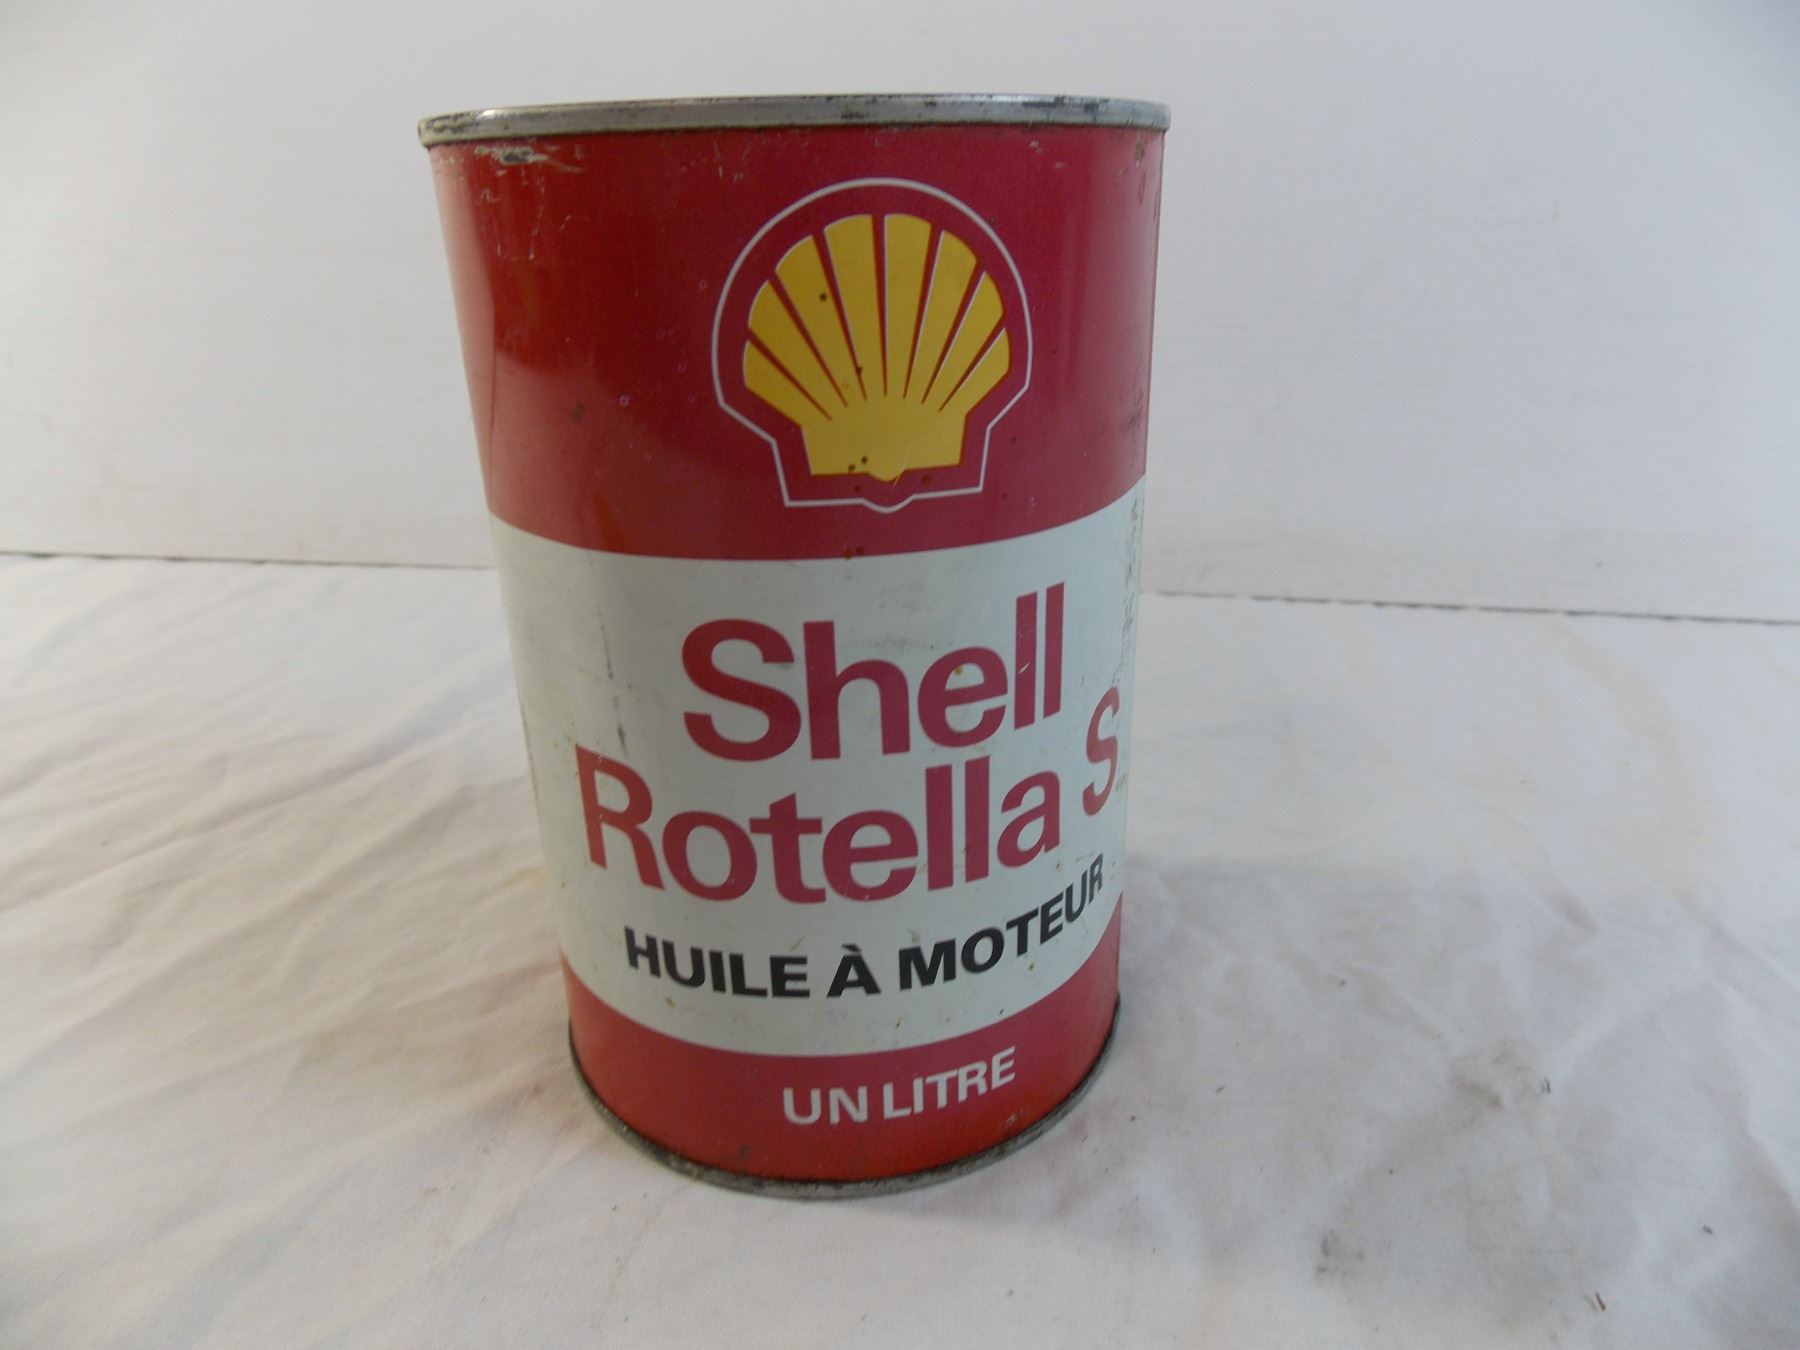 Shell
Rotella S
HUILE À MOTEUR
UN LITRE